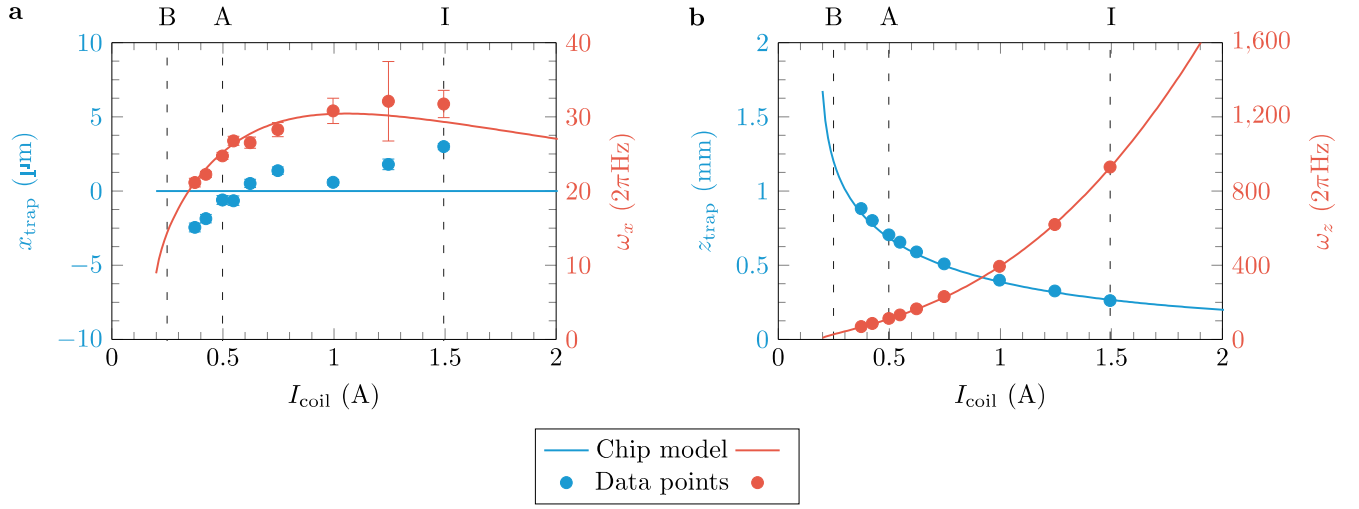 a
B A I
10
5
0
−5
−10
x_trap (µm)
40
30
20
10
0
ω_x (2πHz)
0 0.5 1 1.5 2
I_coil (A)
b
B A I
2
1.5
1
0.5
0
z_trap (mm)
1,600
1,200
800
400
0
ω_z (2πHz)
0 0.5 1 1.5 2
I_coil (A)
Chip model
Data points